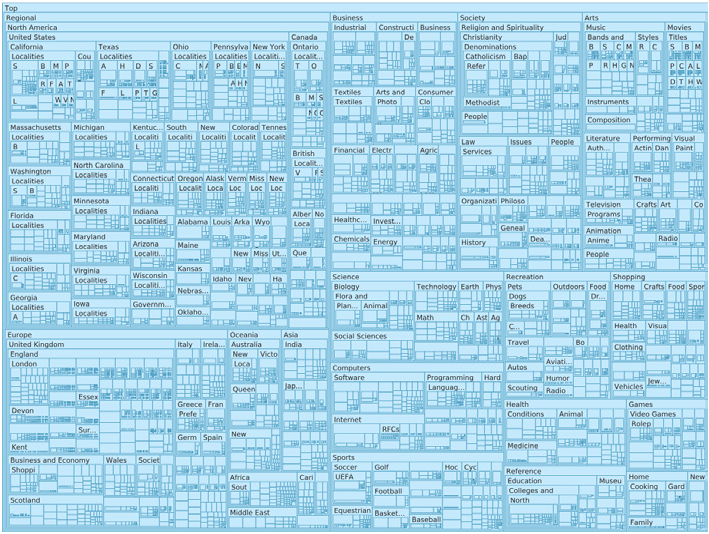 Top
Regional
North America
United States
California
Localities
Cou
S B M P
R F A T
L W V
Texas
Localities
A H D S
F L P T G
Ohio
Localities
C
Pennsylva
Localities
P B E
New York
Localiti...
N S
Canada
Ontario
Localit...
T O
B M S
Massachusetts
Localities
B
Michigan
Localities
Kentuc...
Localities
L
South
Localities
New
Localities
Colorad
Localities
Tennes
Localities
Washington
Localities
S B
North Carolina
Localities
Connecticut
Localiti
Oregon
Localit
Alask
Loc
Verm
Loc
Miss
Loc
New
Loc
British
Localit...
V
Florida
Localities
Minnesota
Localities
Indiana
Localities
Alabama
Louis
Arka
Wyo
Alber
Loca
No
Maryland
Localities
Arizona
Localiti...
Maine
New
Miss
Ut...
Que
Illinois
Localities
C
Virginia
Localities
Wisconsin
Localiti...
Kansas
Idaho
Nev
Ha
Nebras...
Georgia
Localities
A
Iowa
Localities
Governm...
Oklaho...
Europe
United Kingdom
England
London
Essex
Devon
Sur...
Kent
Business and Economy
Shoppi
Wales
Societ
Scotland
Italy
Irela...
Greece
Prefe
Fran
Germ
Spain
Oceania
Australia
New
Loca
Victo
Queen
New
Asia
India
Jap...
Africa
Sout
Cari
Middle East
Business
Industrial
Constructi
De
Business
Textiles
Textiles
Arts and
Photo
Consumer
Clo
Financial
Electr
Agric
Healthc...
Invest...
Chemicals
Energy
Society
Religion and Spirituality
Christianity
Denominations
Catholicism
Refer
Bap
Jud
Methodist
People
Law
Services
Issues
People
Organizati
Philoso
Geneal
History
Dea...
Arts
Music
Bands and
B S C M
P R H G N
Styles
R C
Movies
Titles
S B M
P C A L
D T H W
Instruments
Composition
Literature
Auth...
Performing
Actin
Dan
Visual
Paint
Thea
Television
Programs
Crafts
Art
Co
Animation
Anime
Radio
People
Science
Biology
Flora and
Plan...
Animal
Technology
Earth
Phys
Math
Ch
Ast
Ag
Social Sciences
Computers
Software
Programming
Languag...
Hard
Internet
RFCs
Sports
Soccer
UEFA
Golf
Hoc
Cyc
Football
Equestrian
Basket...
Baseball
Recreation
Pets
Dogs
Breeds
C...
Outdoors
Food
Dr...
Travel
Bo
Autos
Aviati...
Humor
Scouting
Radio
Shopping
Home
Crafts
Food
Spor
Health
Visua
Clothing
Vehicles
Jew...
Health
Conditions
Animal
Medicine
Games
Video Games
Rolep
Reference
Education
Colleges and
North
Museu
Home
Cooking
Gard
Family
New